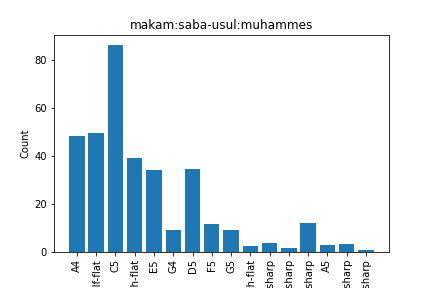 makam:saba-usul:muhammes
80
60
40
20
0
Count
A4
lf-flat
C5
h-flat
E5
G4
D5
F5
G5
h-flat
sharp
sharp
sharp
A5
sharp
sharp